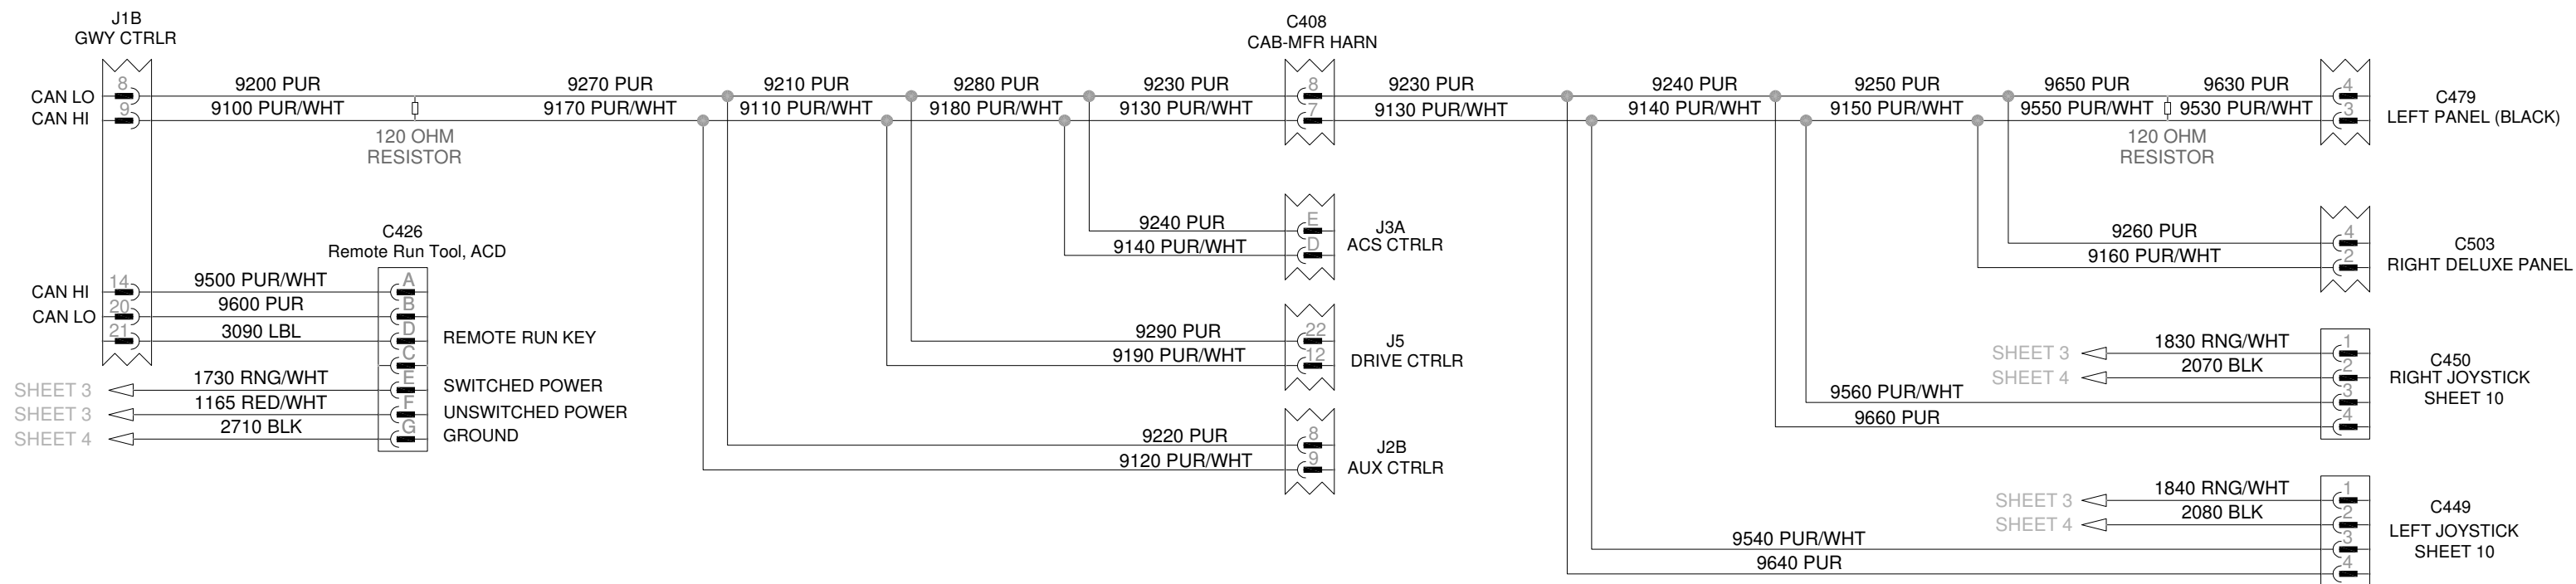 J1B
GWY CTRLR
C408
CAB-MFR HARN
CAN LO
8
9200 PUR
9270 PUR
9210 PUR
9280 PUR
9230 PUR
8
9230 PUR
9240 PUR
9250 PUR
9650 PUR
9630 PUR
4
CAN HI
9
9100 PUR/WHT
9170 PUR/WHT
9110 PUR/WHT
9180 PUR/WHT
9130 PUR/WHT
7
9130 PUR/WHT
9140 PUR/WHT
9150 PUR/WHT
9550 PUR/WHT
9530 PUR/WHT
3
C479
LEFT PANEL (BLACK)
120 OHM
RESISTOR
120 OHM
RESISTOR
C426
Remote Run Tool, ACD
9240 PUR
E
9140 PUR/WHT
D
J3A
ACS CTRLR
9260 PUR
4
9160 PUR/WHT
2
C503
RIGHT DELUXE PANEL
CAN HI
14
9500 PUR/WHT
A
CAN LO
20
9600 PUR
B
21
3090 LBL
D
REMOTE RUN KEY
C
SHEET 3
1730 RNG/WHT
E
SWITCHED POWER
SHEET 3
1165 RED/WHT
F
UNSWITCHED POWER
SHEET 4
2710 BLK
G
GROUND
9290 PUR
22
9190 PUR/WHT
12
J5
DRIVE CTRLR
9220 PUR
8
9120 PUR/WHT
9
J2B
AUX CTRLR
SHEET 3
1830 RNG/WHT
1
SHEET 4
2070 BLK
2
9560 PUR/WHT
3
9660 PUR
4
C450
RIGHT JOYSTICK
SHEET 10
SHEET 3
1840 RNG/WHT
1
SHEET 4
2080 BLK
2
9540 PUR/WHT
3
9640 PUR
4
C449
LEFT JOYSTICK
SHEET 10